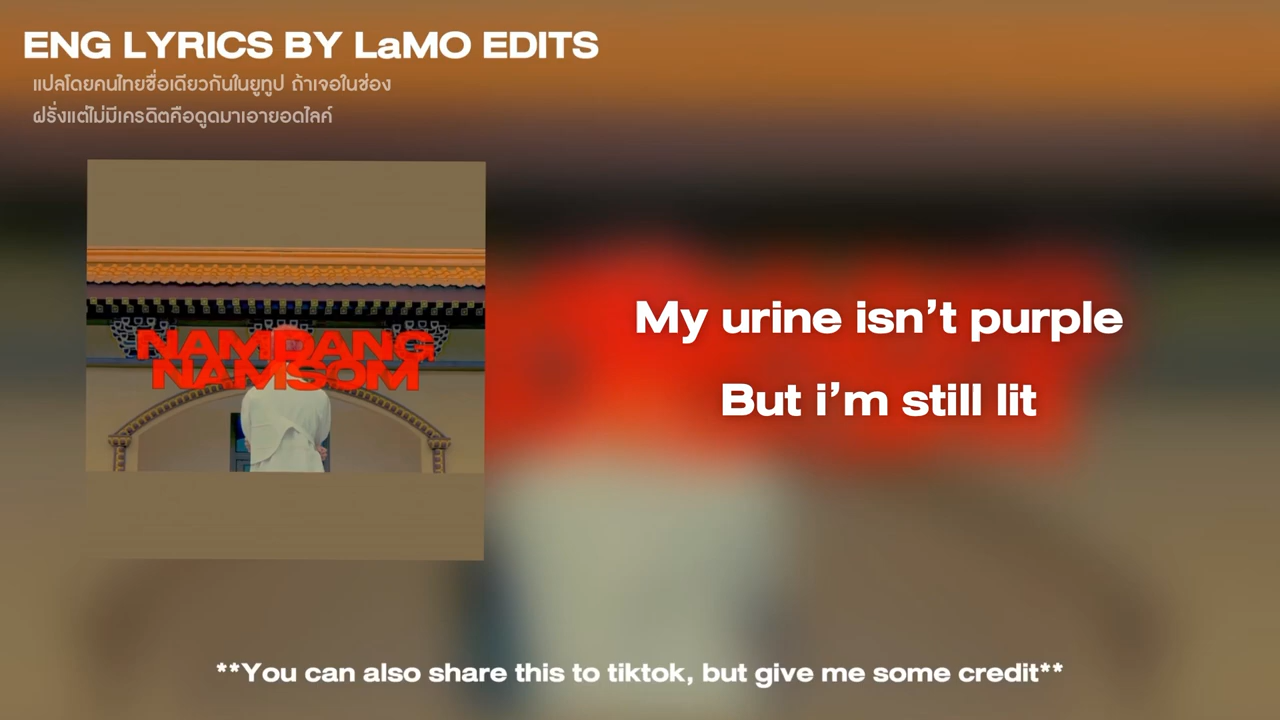 ENG LYRICS BY LaMO EDITS
แปลโดยคนไทยชื่อเดียวกันในยูทูป ถ้าเจอในช่อง
ฝรั่งแต่ไม่มีเครดิตคือดูดมาเอายอดไลค์
NAMDANG
NAMSOM
My urine isn't purple
But i'm still lit
**You can also share this to tiktok, but give me some credit**